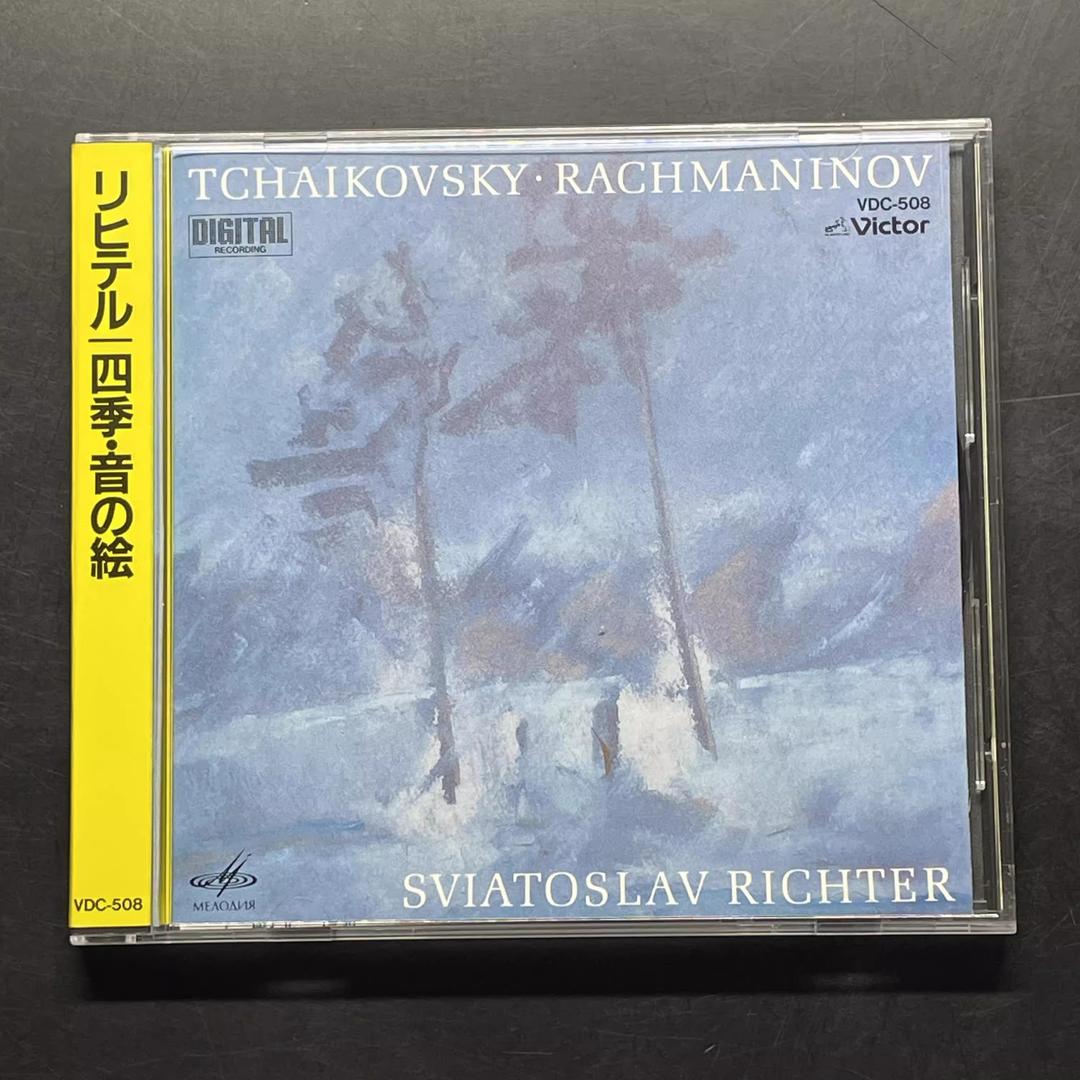 リヒテル|四季・音の絵
VDC-508
TCHAIKOVSKY・RACHMANINOV
VDC-508
Victor
DIGITAL
RECORDING
МЕЛОДИЯ
SVIATOSLAV RICHTER